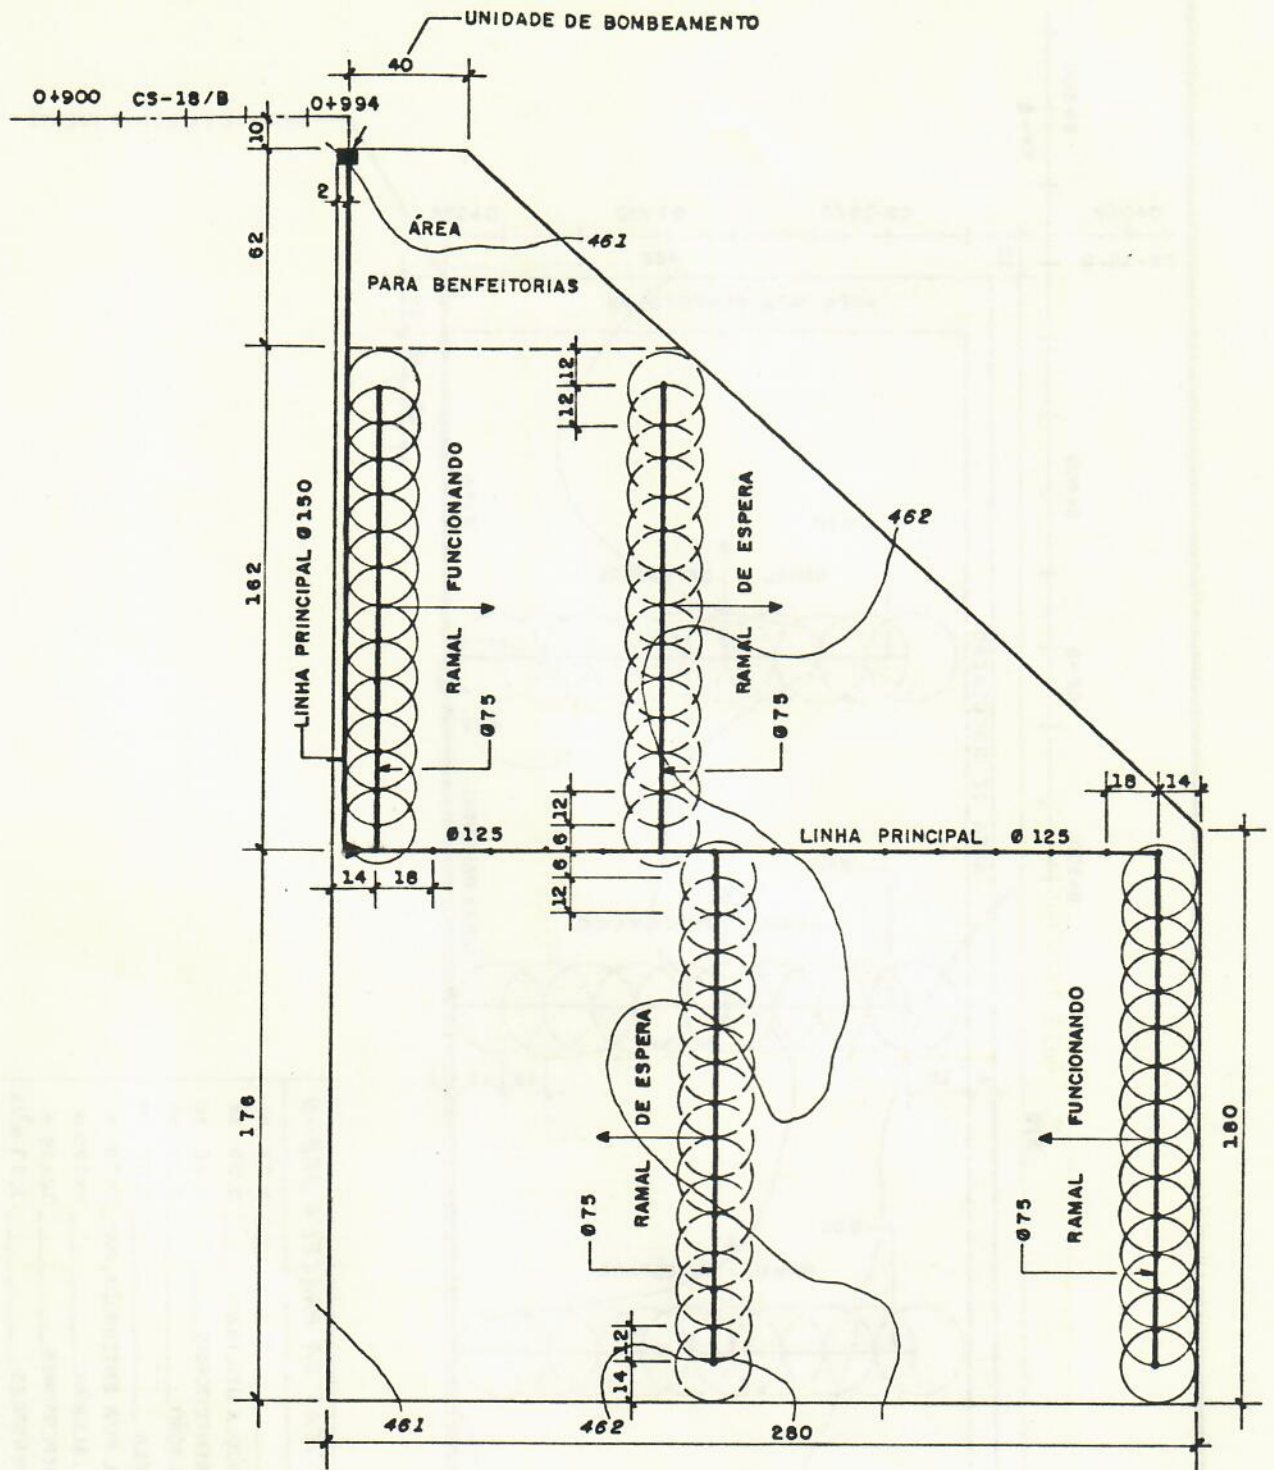 UNIDADE DE BOMBEAMENTO
40
0+900 CS-18/B 0+994
10
2
ÁREA
461
62
PARA BENFEITORIAS
12
12
LINHA PRINCIPAL Ø 150
RAMAL FUNCIONANDO
Ø75
RAMAL DE ESPERA
Ø75
462
162
12
6
18 14
Ø125
LINHA PRINCIPAL Ø 125
14 18
6
12
176
RAMAL DE ESPERA
Ø75
RAMAL FUNCIONANDO
Ø75
180
12
14
461
462
280